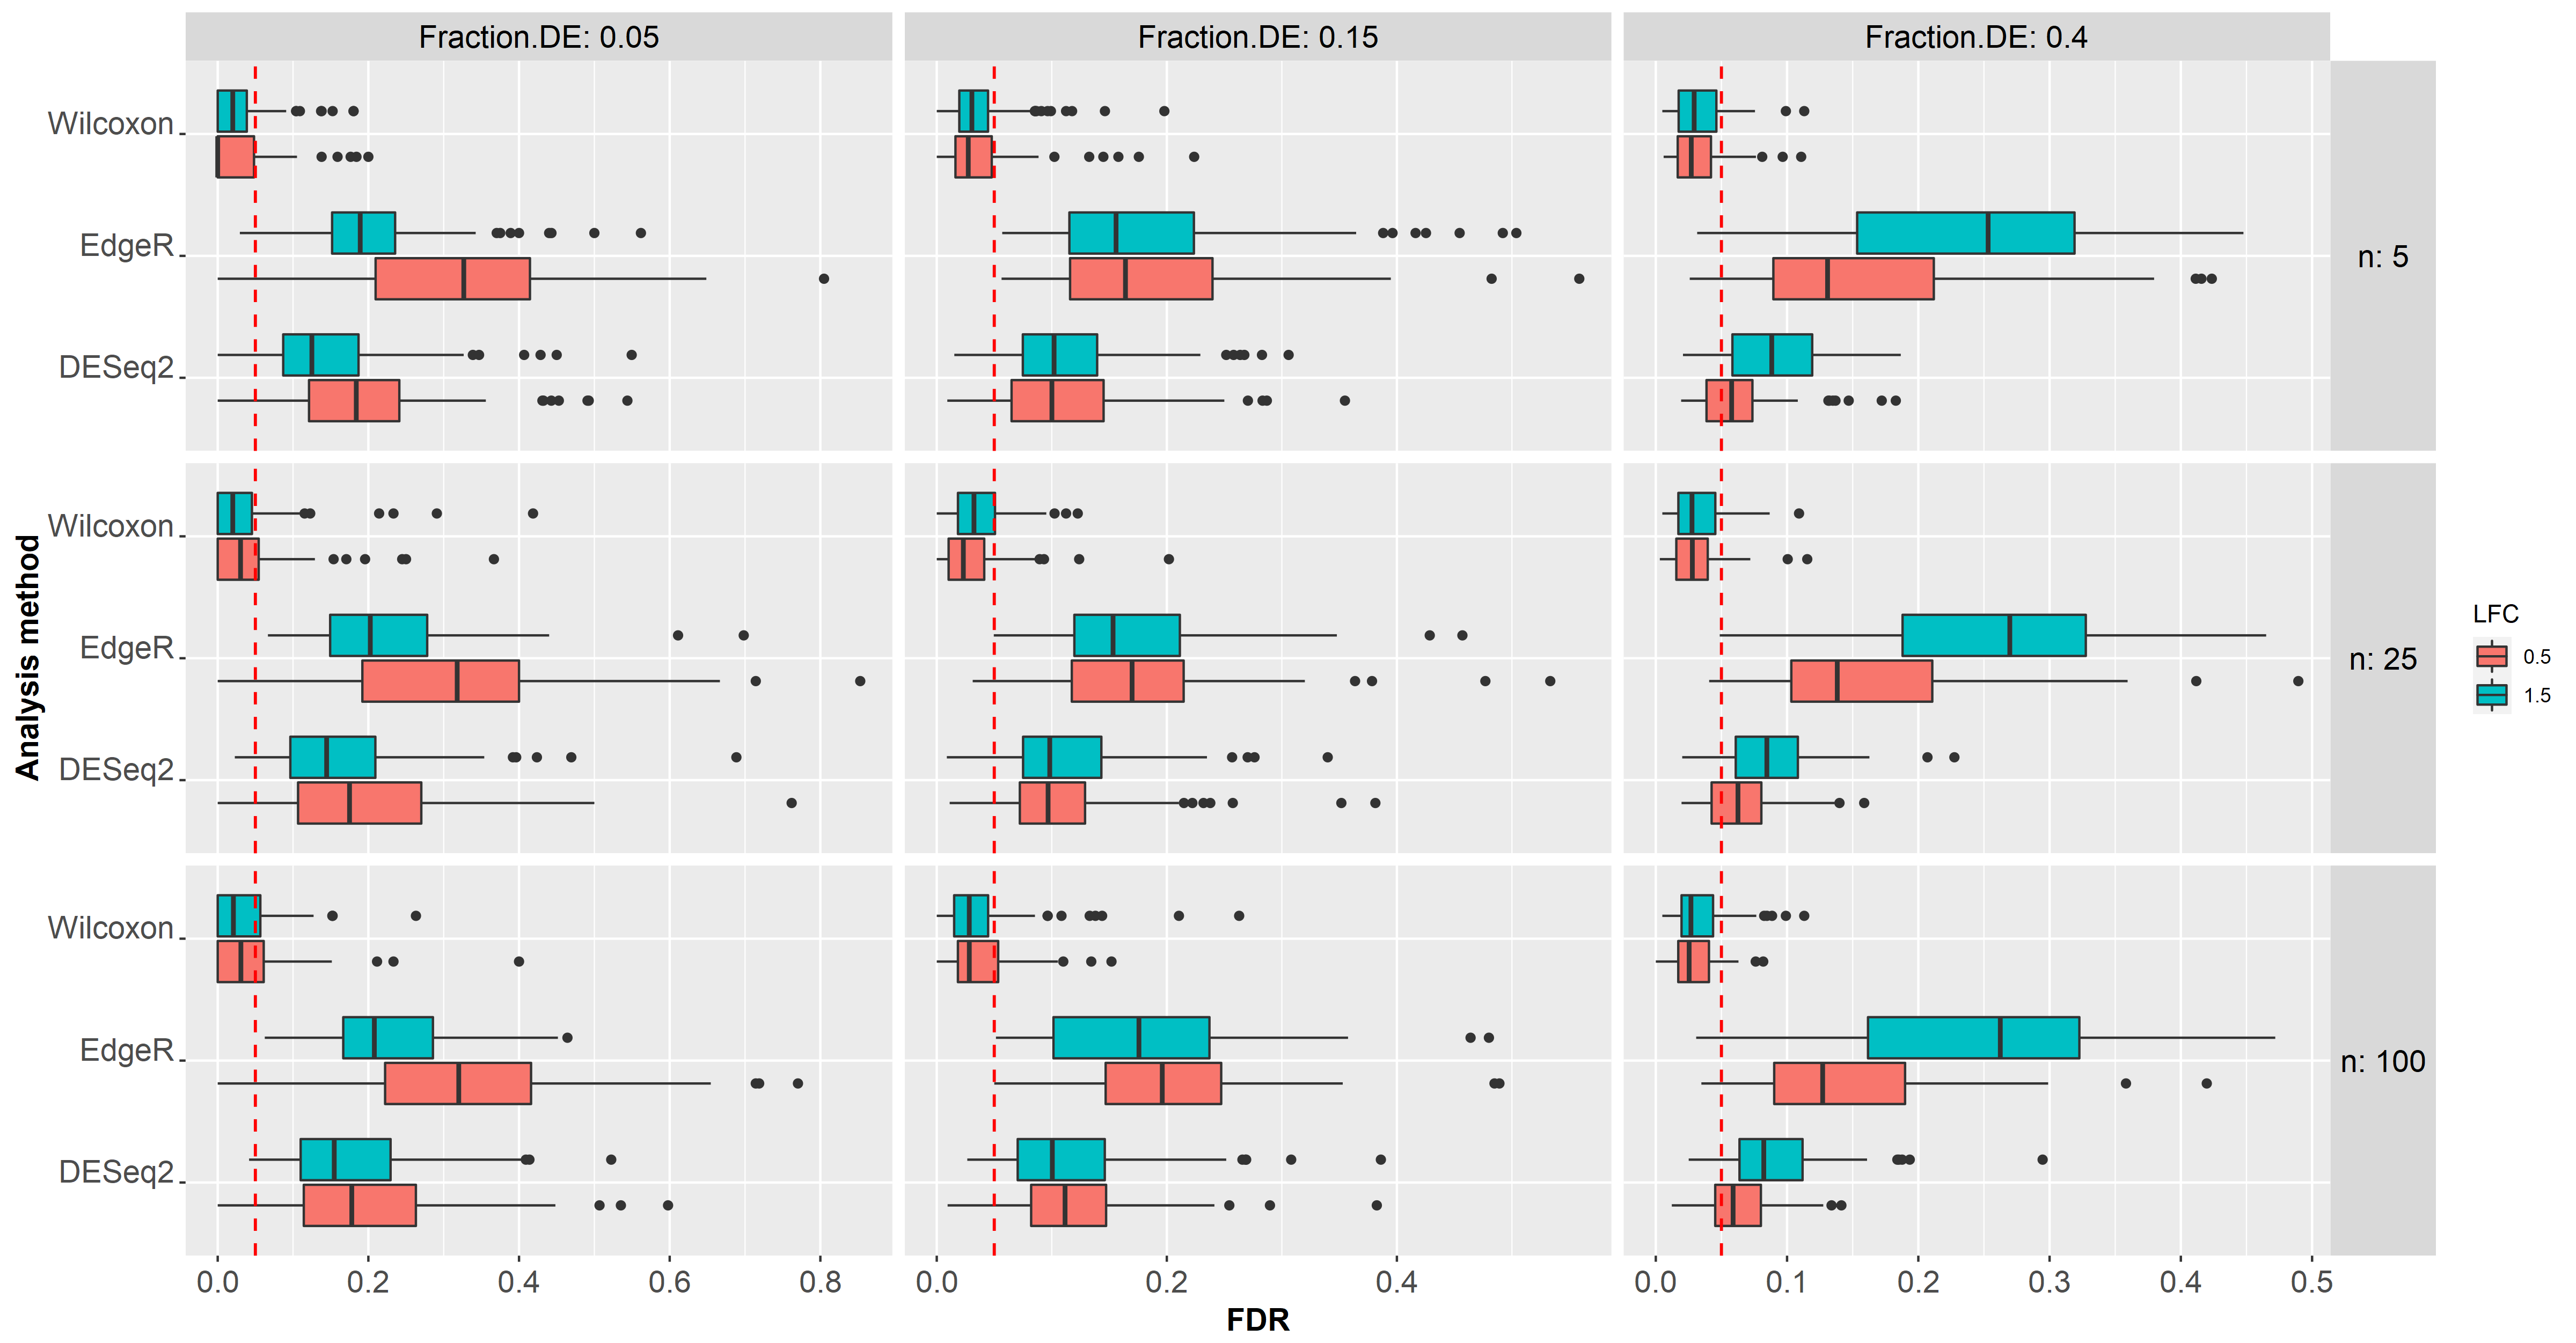 Fraction.DE: 0.05
Fraction.DE: 0.15
Fraction.DE: 0.4
Wilcoxon
EdgeR
DESeq2
n: 5
Wilcoxon
EdgeR
DESeq2
n: 25
Wilcoxon
EdgeR
DESeq2
n: 100
Analysis method
0.0 0.2 0.4 0.6 0.8
0.0 0.2 0.4
0.0 0.1 0.2 0.3 0.4 0.5
FDR
LFC
0.5
1.5